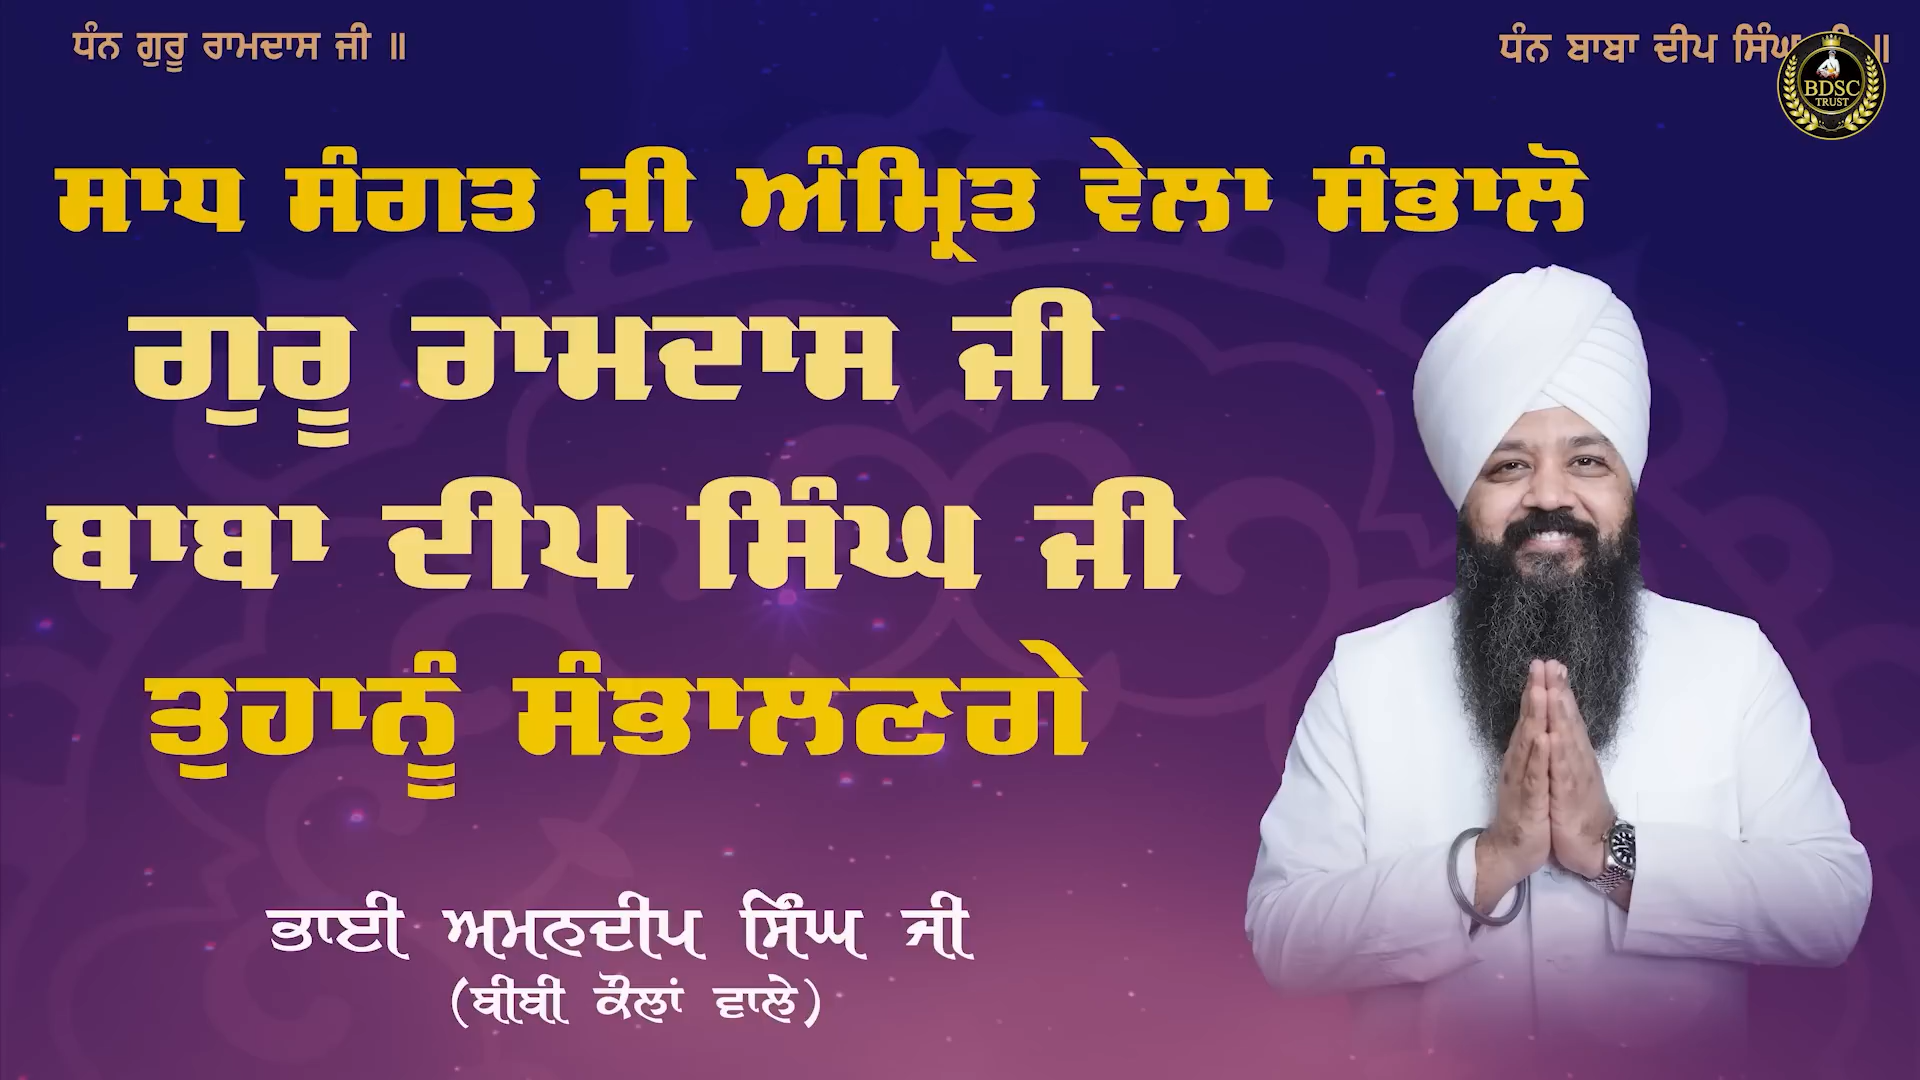 ਧੰਨ ਗੁਰੂ ਰਾਮਦਾਸ ਜੀ ॥
ਧੰਨ ਬਾਬਾ ਦੀਪ ਸਿੰਘ ॥
BDSC
TRUST
ਸਾਧ ਸੰਗਤ ਜੀ ਅੰਮ੍ਰਿਤ ਵੇਲਾ ਸੰਭਾਲੋ
ਗੁਰੂ ਰਾਮਦਾਸ ਜੀ
ਬਾਬਾ ਦੀਪ ਸਿੰਘ ਜੀ
ਤੁਹਾਨੂੰ ਸੰਭਾਲਣਗੇ
ਭਾਈ ਅਮਨਦੀਪ ਸਿੰਘ ਜੀ
(ਬੀਬੀ ਕੌਲਾਂ ਵਾਲੇ)